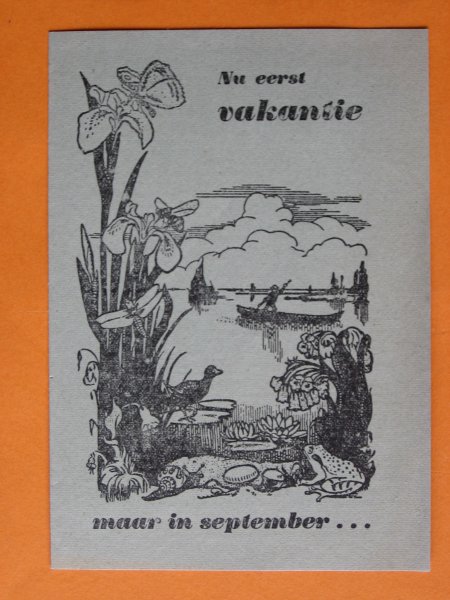 Nu eerst
vakantie
maar in september . . .